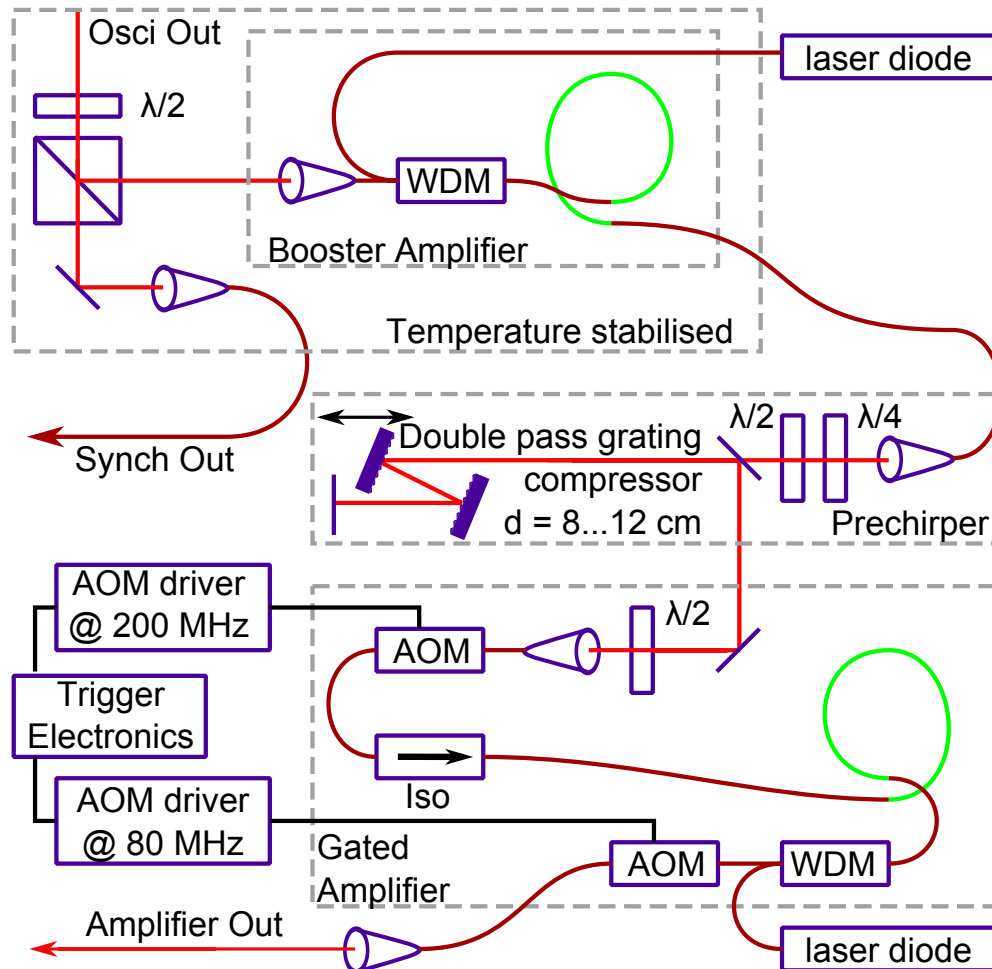 Osci Out
λ/2
laser diode
WDM
Booster Amplifier
Temperature stabilised
Synch Out
λ/2
λ/4
Double pass grating
compressor
d = 8...12 cm
Prechirper
AOM driver
@ 200 MHz
AOM
λ/2
Trigger
Electronics
Iso
AOM driver
@ 80 MHz
Gated
Amplifier
AOM
WDM
Amplifier Out
laser diode